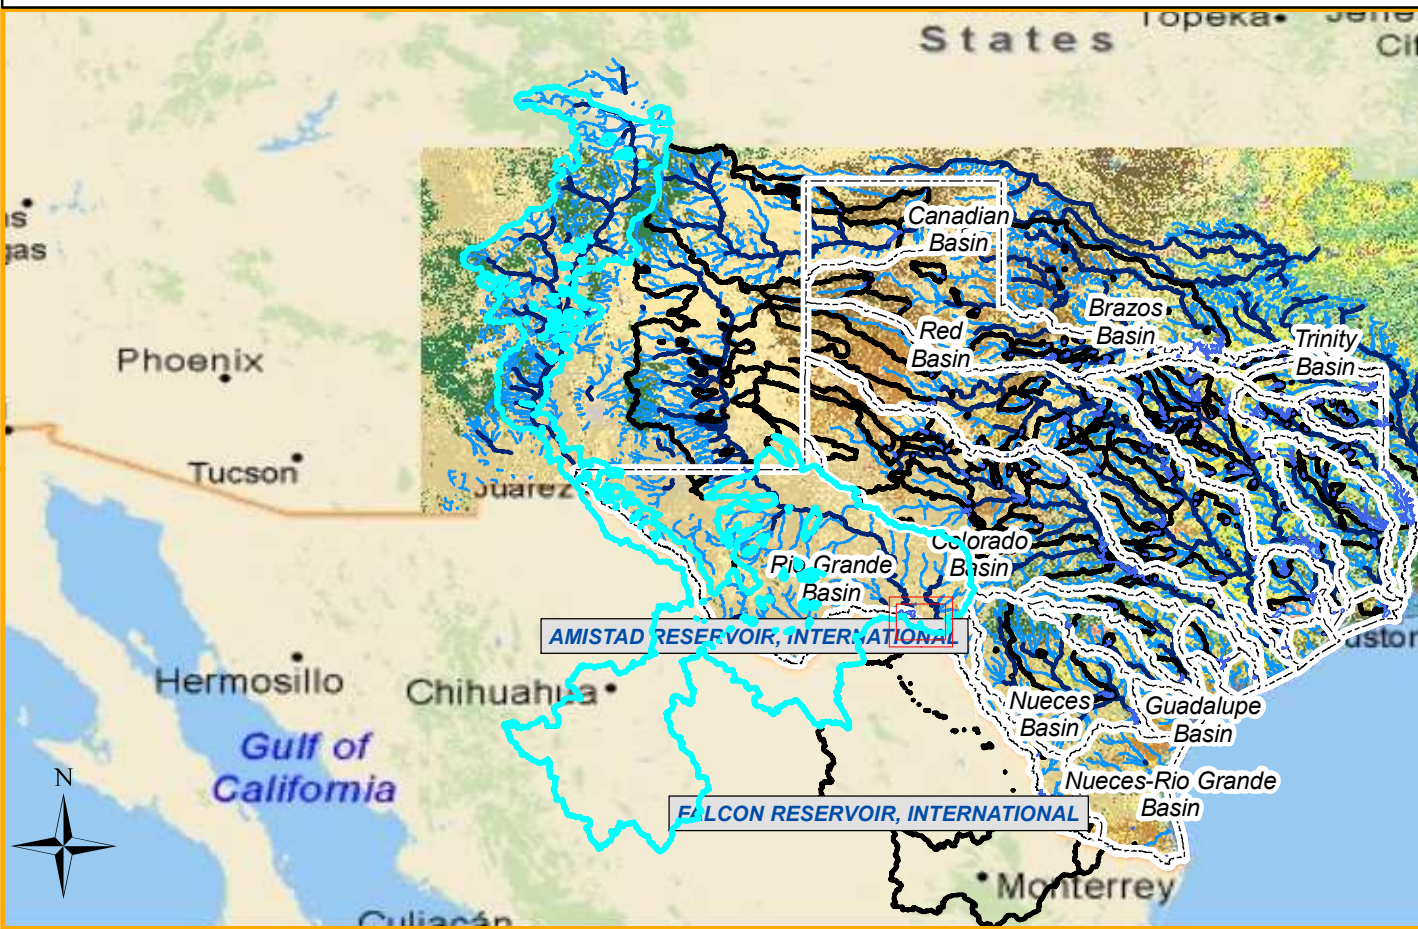 Topeka
States
Canadian
Basin
Brazos
Basin
Red
Basin
Trinity
Basin
gas
Phoenix
Tucson
Juarez
Colorado
Basin
Rio Grande
Basin
AMISTAD RESERVOIR, INTERNATIONAL
Hermosillo
Chihuahua
Nueces
Basin
Guadalupe
Basin
Gulf of
California
N
Nueces-Rio Grande
Basin
FALCON RESERVOIR, INTERNATIONAL
Monterrey
Culiacán